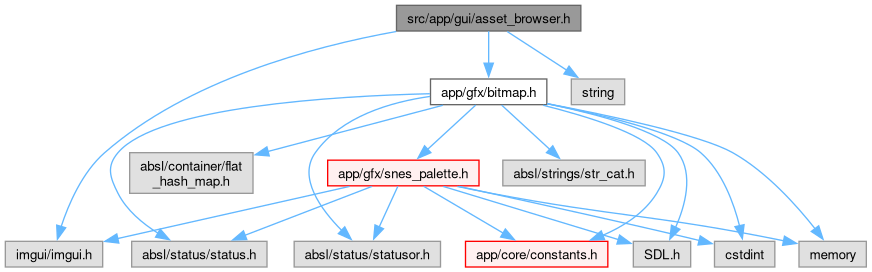 src/app/gui/asset_browser.h
app/gfx/bitmap.h
string
absl/container/flat
_hash_map.h
app/gfx/snes_palette.h
absl/strings/str_cat.h
imgui/imgui.h
absl/status/status.h
absl/status/statusor.h
app/core/constants.h
SDL.h
cstdint
memory